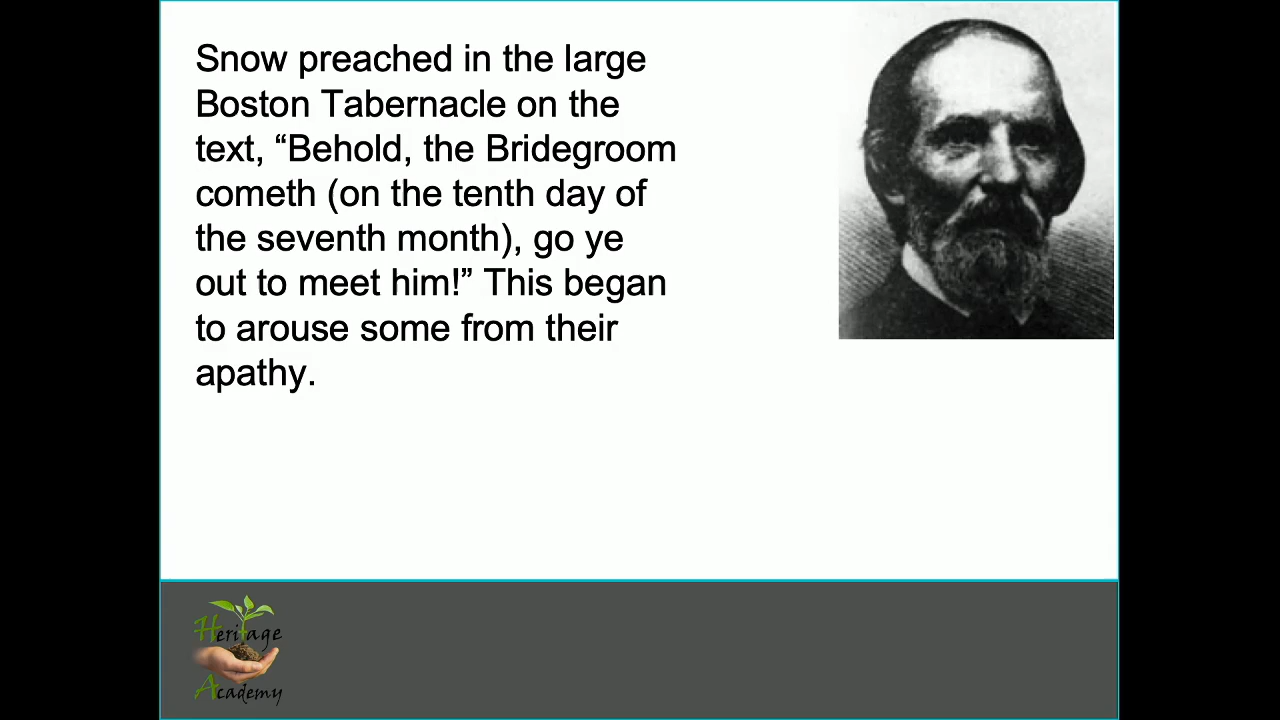 Snow preached in the large
Boston Tabernacle on the
text, “Behold, the Bridegroom
cometh (on the tenth day of
the seventh month), go ye
out to meet him!” This began
to arouse some from their
apathy.
Heritage
Academy